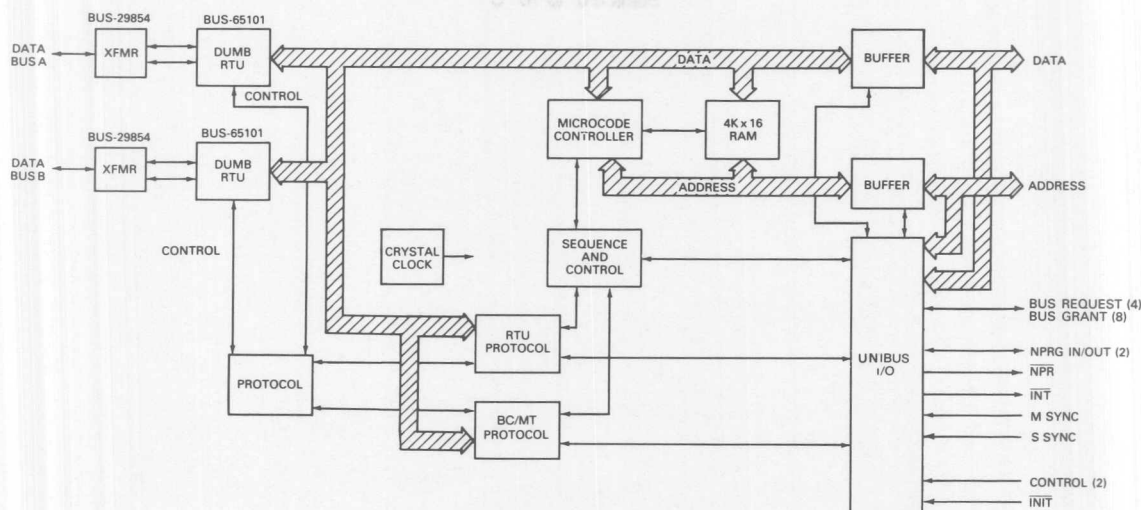 BUS-29854
BUS-65101
DATA
BUS A
XFMR
DUMB
RTU
CONTROL
DATA
BUFFER
DATA
MICROCODE
CONTROLLER
4K x 16
RAM
BUS-29854
BUS-65101
DATA
BUS B
XFMR
DUMB
RTU
ADDRESS
BUFFER
ADDRESS
CONTROL
CRYSTAL
CLOCK
SEQUENCE
AND
CONTROL
RTU
PROTOCOL
PROTOCOL
BC/MT
PROTOCOL
UNIBUS
I/O
BUS REQUEST (4)
BUS GRANT (8)
NPRG IN/OUT (2)
NPR
INT
M SYNC
S SYNC
CONTROL (2)
INIT